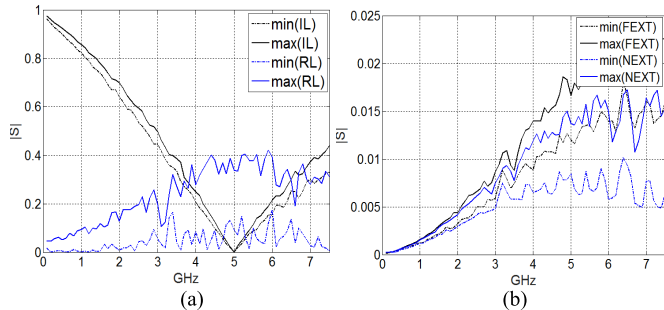 1
0.8
0.6
0.4
0.2
0
|S|
0 1 2 3 4 5 6 7
GHz
min(IL)
max(IL)
min(RL)
max(RL)
(a)
0.025
0.02
0.015
0.01
0.005
0
|S|
0 1 2 3 4 5 6 7
GHz
min(FEXT)
max(FEXT)
min(NEXT)
max(NEXT)
(b)